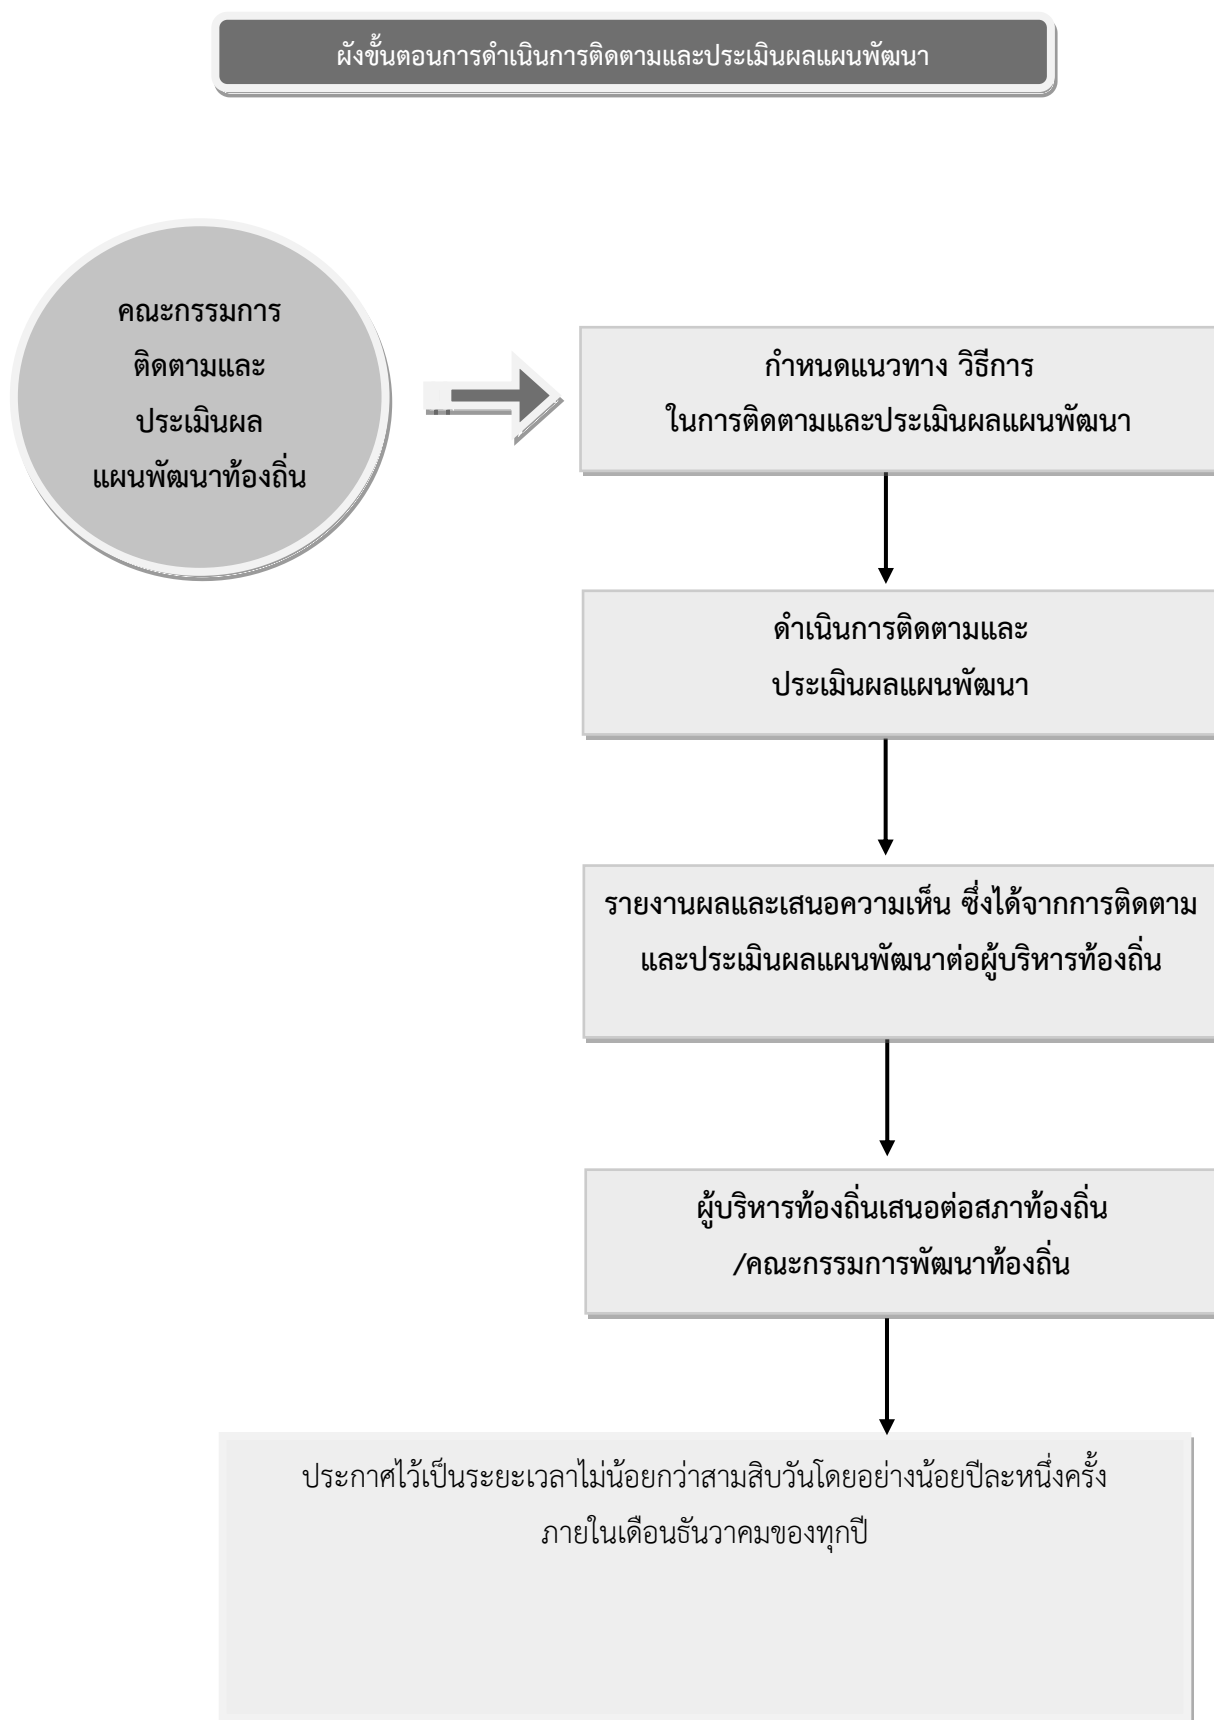 ผังขั้นตอนการดำเนินการติดตามและประเมินผลแผนพัฒนา
คณะกรรมการ
ติดตามและ
ประเมินผล
แผนพัฒนาท้องถิ่น
กำหนดแนวทาง วิธีการ
ในการติดตามและประเมินผลแผนพัฒนา
ดำเนินการติดตามและ
ประเมินผลแผนพัฒนา
รายงานผลและเสนอความเห็น ซึ่งได้จากการติดตาม
และประเมินผลแผนพัฒนาต่อผู้บริหารท้องถิ่น
ผู้บริหารท้องถิ่นเสนอต่อสภาท้องถิ่น
/คณะกรรมการพัฒนาท้องถิ่น
ประกาศไว้เป็นระยะเวลาไม่น้อยกว่าสามสิบวันโดยอย่างน้อยปีละหนึ่งครั้ง
ภายในเดือนธันวาคมของทุกปี